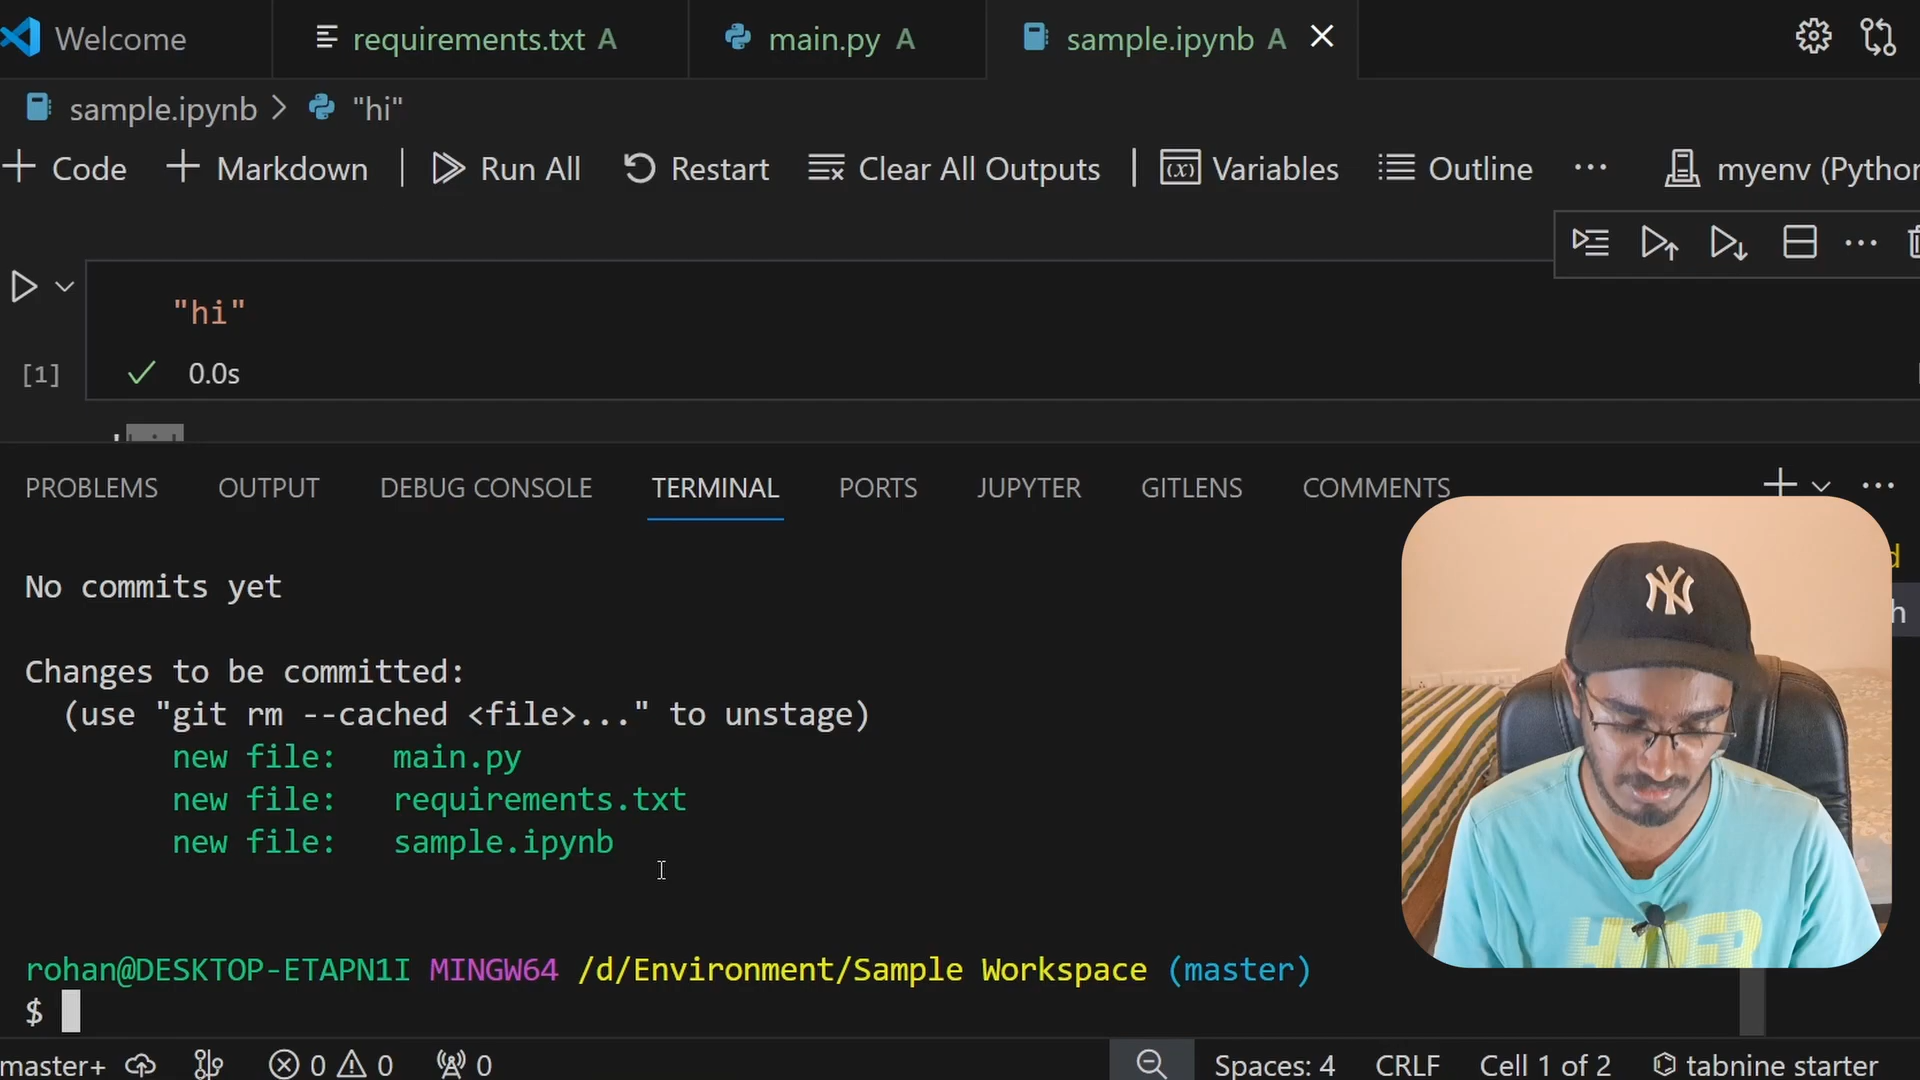 Welcome
requirements.txt A
main.py A
sample.ipynb A
sample.ipynb > "hi"
+ Code
+ Markdown
Run All
Restart
Clear All Outputs
(x) Variables
Outline
...
myenv (Python
"hi"
[1]
0.0s
PROBLEMS
OUTPUT
DEBUG CONSOLE
TERMINAL
PORTS
JUPYTER
GITLENS
COMMENTS
No commits yet
Changes to be committed:
(use "git rm --cached <file>..." to unstage)
new file: main.py
new file: requirements.txt
new file: sample.ipynb
NY
rohan@DESKTOP-ETAPN1I MINGW64 /d/Environment/Sample Workspace (master)
$
master+
0
0
0
Spaces: 4
CRLF
Cell 1 of 2
tabnine starter